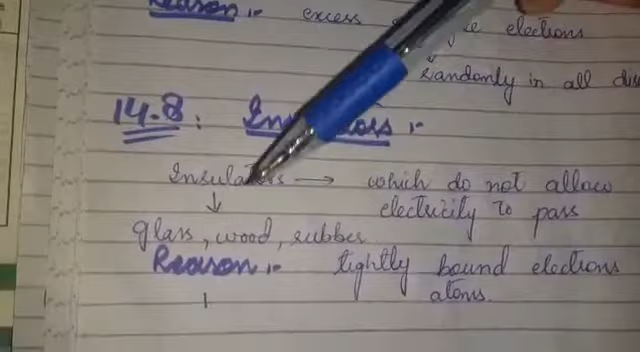 Reason :- excess electrons
randomly in all
14.8 : Insulators :-
Insulators → which do not allow
↓ electricity to pass
glass, wood, rubber
Reason :- tightly bound electrons
atoms.